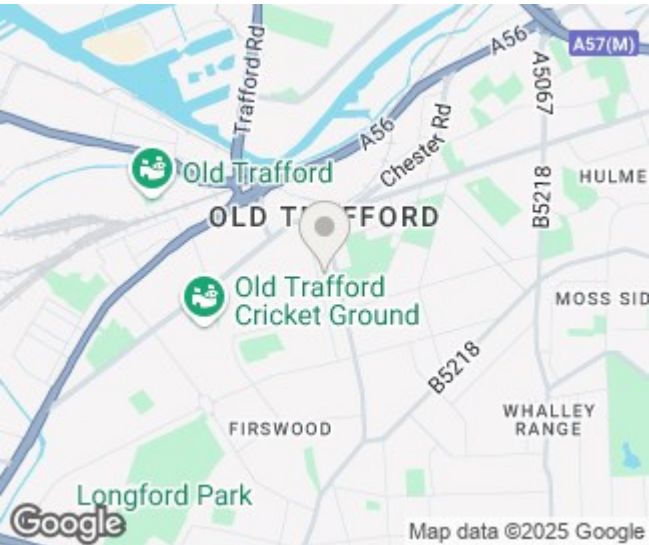 A57(M)
A56
A5067
Trafford Rd
A56
Chester Rd
Old Trafford
HULME
B5218
OLD TRAFFORD
Old Trafford
Cricket Ground
MOSS SID
B5218
WHALLEY
RANGE
FIRSWOOD
Longford Park
Google
Map data ©2025 Google